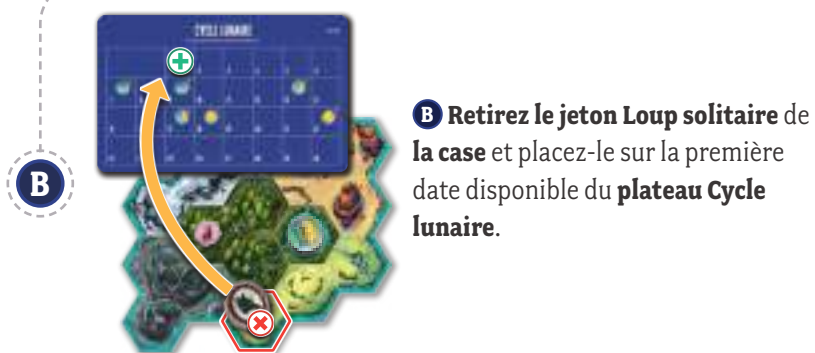 CYCLE LUNAIRE
B Retirez le jeton Loup solitaire de
la case et placez-le sur la première
B
date disponible du plateau Cycle
lunaire.